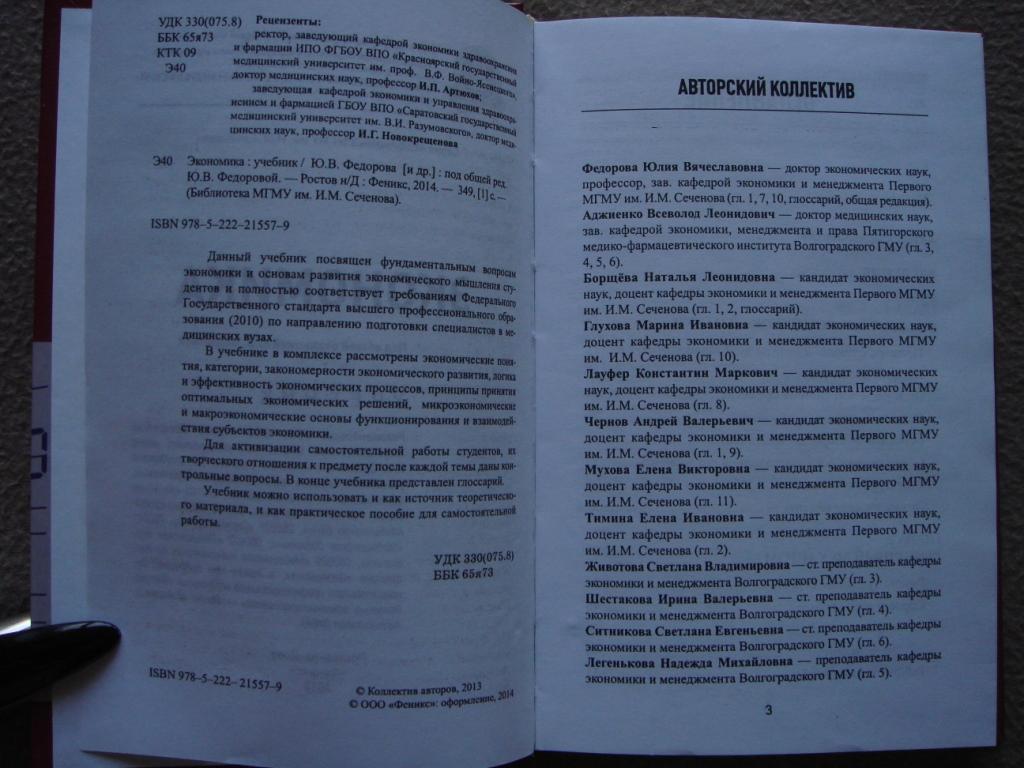 УДК 330(075.8)
ББК 65я73
КТК 09
Э40
Рецензенты:
ректор, заведующий кафедрой экономики здравоохранения
и фармации ИПО ФГБОУ ВПО «Красноярский государственный
медицинский университет им. проф. В.Ф. Войно-Ясенецкого»,
доктор медицинских наук, профессор И.П. Артюхов;
заведующая кафедрой экономики и управления здравоохра-
нением и фармацией ГБОУ ВПО «Саратовский государственный
медицинский университет им. В.И. Разумовского», доктор меди-
цинских наук, профессор И.Г. Новокрещенова
Э40 Экономика : учебник / Ю.В. Федорова [и др.] : под общей ред.
Ю.В. Федоровой. — Ростов н/Д : Феникс, 2014. — 349, [1] с. —
(Библиотека МГМУ им. И.М. Сеченова).
ISBN 978–5–222–21557–9
Данный учебник посвящен фундаментальным вопросам
экономики и основам развития экономического мышления сту-
дентов и полностью соответствует требованиям Федерального
Государственного стандарта высшего профессионального обра-
зования (2010) по направлению подготовки специалистов в ме-
дицинских вузах.
В учебнике в комплексе рассмотрены экономические поня-
тия, категории, закономерности экономического развития, логика
и эффективность экономических процессов, принципы принятия
оптимальных экономических решений, микроэкономические
и макроэкономические основы функционирования и взаимодей-
ствия субъектов экономики.
Для активизации самостоятельной работы студентов, их
творческого отношения к предмету после каждой темы даны кон-
трольные вопросы. В конце учебника представлен глоссарий.
Учебник можно использовать и как источник теоретическо-
го материала, и как практическое пособие для самостоятельной
работы.
УДК 330(075.8)
ББК 65я73
ISBN 978–5–222– 21557–9
© Коллектив авторов, 2013
© ООО «Феникс»: оформление, 2014
АВТОРСКИЙ КОЛЛЕКТИВ
Федорова Юлия Вячеславовна — доктор экономических наук,
профессор, зав. кафедрой экономики и менеджмента Первого
МГМУ им. И.М. Сеченова (гл. 1, 7, 10, глоссарий, общая редакция).
Аджиенко Всеволод Леонидович — доктор медицинских наук,
зав. кафедрой экономики, менеджмента и права Пятигорского
медико-фармацевтического института Волгоградского ГМУ (гл. 3,
4, 5, 6).
Борщёва Наталья Леонидовна — кандидат экономических
наук, доцент кафедры экономики и менеджмента Первого МГМУ
им. И.М. Сеченова (гл. 1, 2, глоссарий).
Глухова Марина Ивановна — кандидат экономических наук,
доцент кафедры экономики и менеджмента Первого МГМУ
им. И.М. Сеченова (гл. 10).
Лауфер Константин Маркович — кандидат экономических
наук, доцент кафедры экономики и менеджмента Первого МГМУ
им. И.М. Сеченова (гл. 8).
Чернов Андрей Валерьевич — кандидат экономических наук,
доцент кафедры экономики и менеджмента Первого МГМУ
им. И.М. Сеченова (гл. 1, 9).
Мухова Елена Викторовна — кандидат экономических наук,
доцент кафедры экономики и менеджмента Первого МГМУ
им. И.М. Сеченова (гл. 11).
Тимина Елена Ивановна — кандидат экономических наук,
доцент кафедры экономики и менеджмента Первого МГМУ
им. И.М. Сеченова (гл. 2).
Животова Светлана Владимировна — ст. преподаватель кафедры
экономики и менеджмента Волгоградского ГМУ (гл. 3).
Шестакова Ирина Валерьевна — ст. преподаватель кафедры
экономики и менеджмента Волгоградского ГМУ (гл. 4).
Ситникова Светлана Евгеньевна — ст. преподаватель кафедры
экономики и менеджмента Волгоградского ГМУ (гл. 6).
Легенькова Надежда Михайловна — преподаватель кафедры
экономики и менеджмента Волгоградского ГМУ (гл. 5).
3